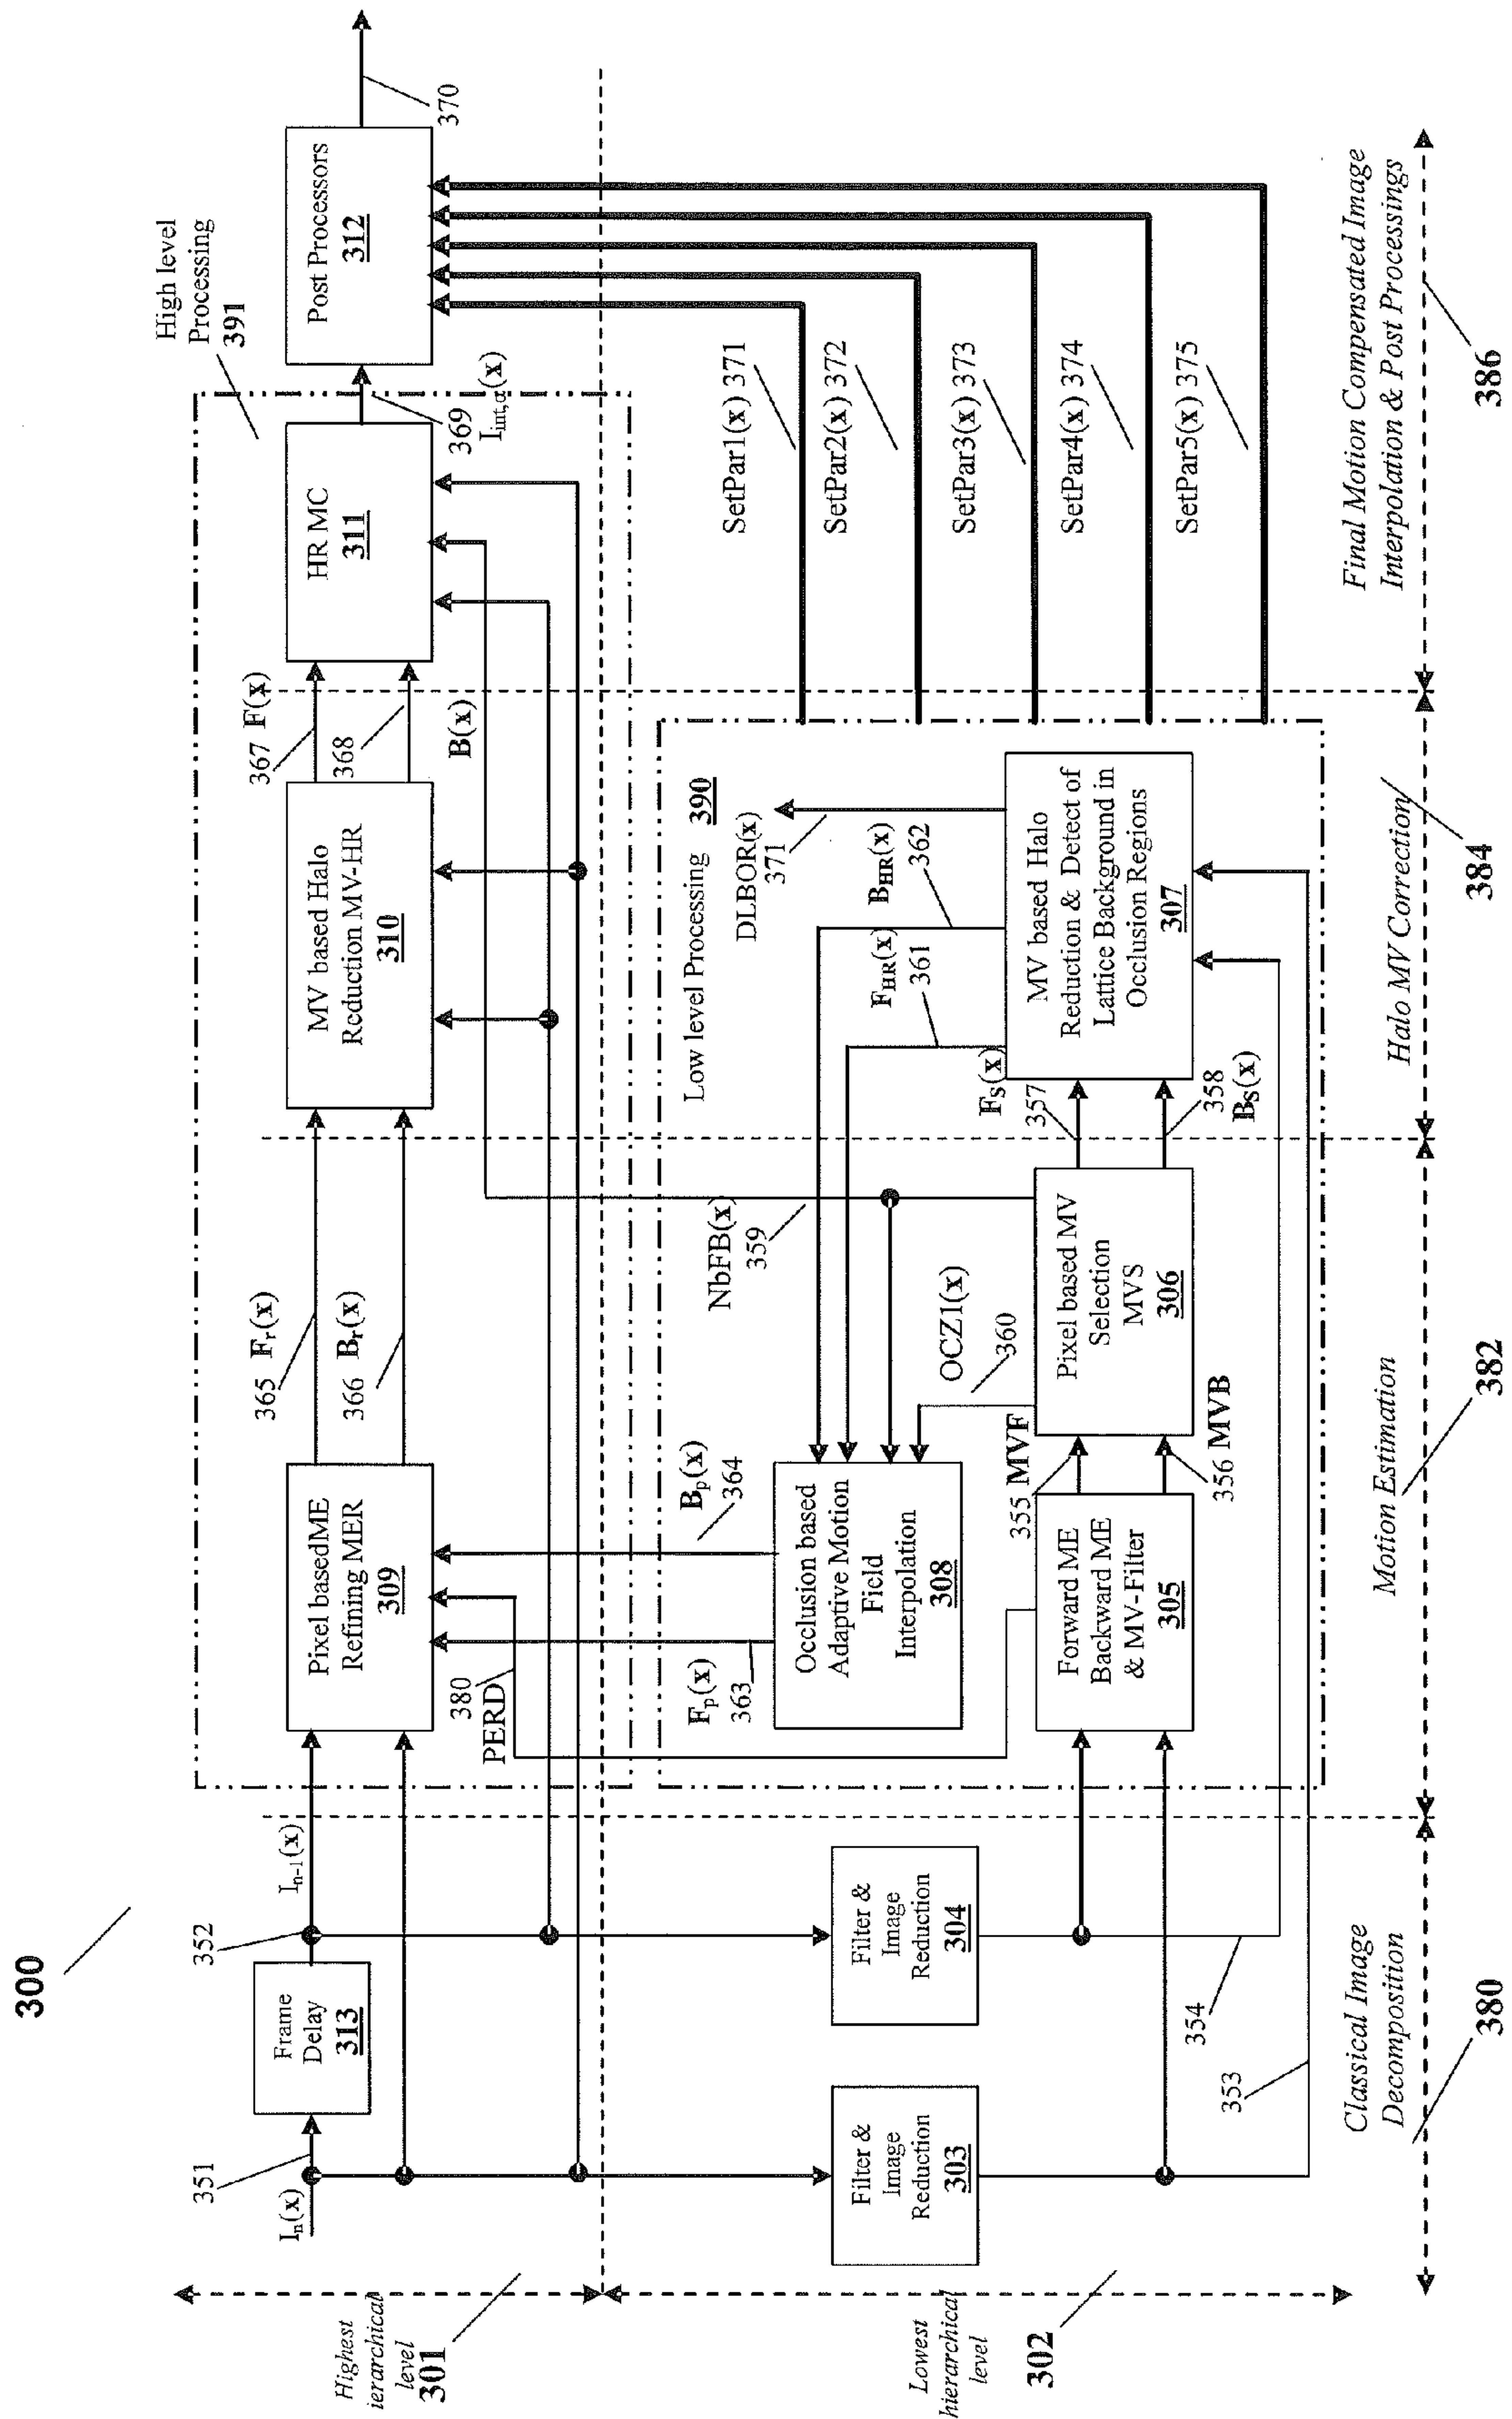 300
High level
Processing
391
I_n(x)
351
Frame
Delay
313
352
I_n-1(x)
Pixel basedME
Refining MER
309
365 F_r(x)
366 B_r(x)
MV based Halo
Reduction MV-HR
310
367 F(x)
368
B(x)
HR MC
311
369
I_int,α(x)
Post Processors
312
370
Highest
ierarchical
level
301
Lowest
hierarchical
level
302
380
PERD
Low level Processing
390
Filter &
Image
Reduction
303
Filter &
Image
Reduction
304
F_p(x)
363
B_p(x)
364
Occlusion based
Adaptive Motion
Field
Interpolation
308
NbFB(x)
359
OCZ1(x)
360
F_HR(x)
361
B_HR(x)
362
DLBOR(x)
371
Forward ME
Backward ME
& MV-Filter
305
355 MVF
356 MVB
Pixel based MV
Selection
MVS
306
F_S(x)
357
358
B_S(x)
MV based Halo
Reduction & Detect of
Lattice Background in
Occlusion Regions
307
SetPar1(x) 371
SetPar2(x) 372
SetPar3(x) 373
SetPar4(x) 374
SetPar5(x) 375
354
353
Classical Image
Decomposition
380
Motion Estimation
382
Halo MV Correction
384
Final Motion Compensated Image
Interpolation & Post Processings
386